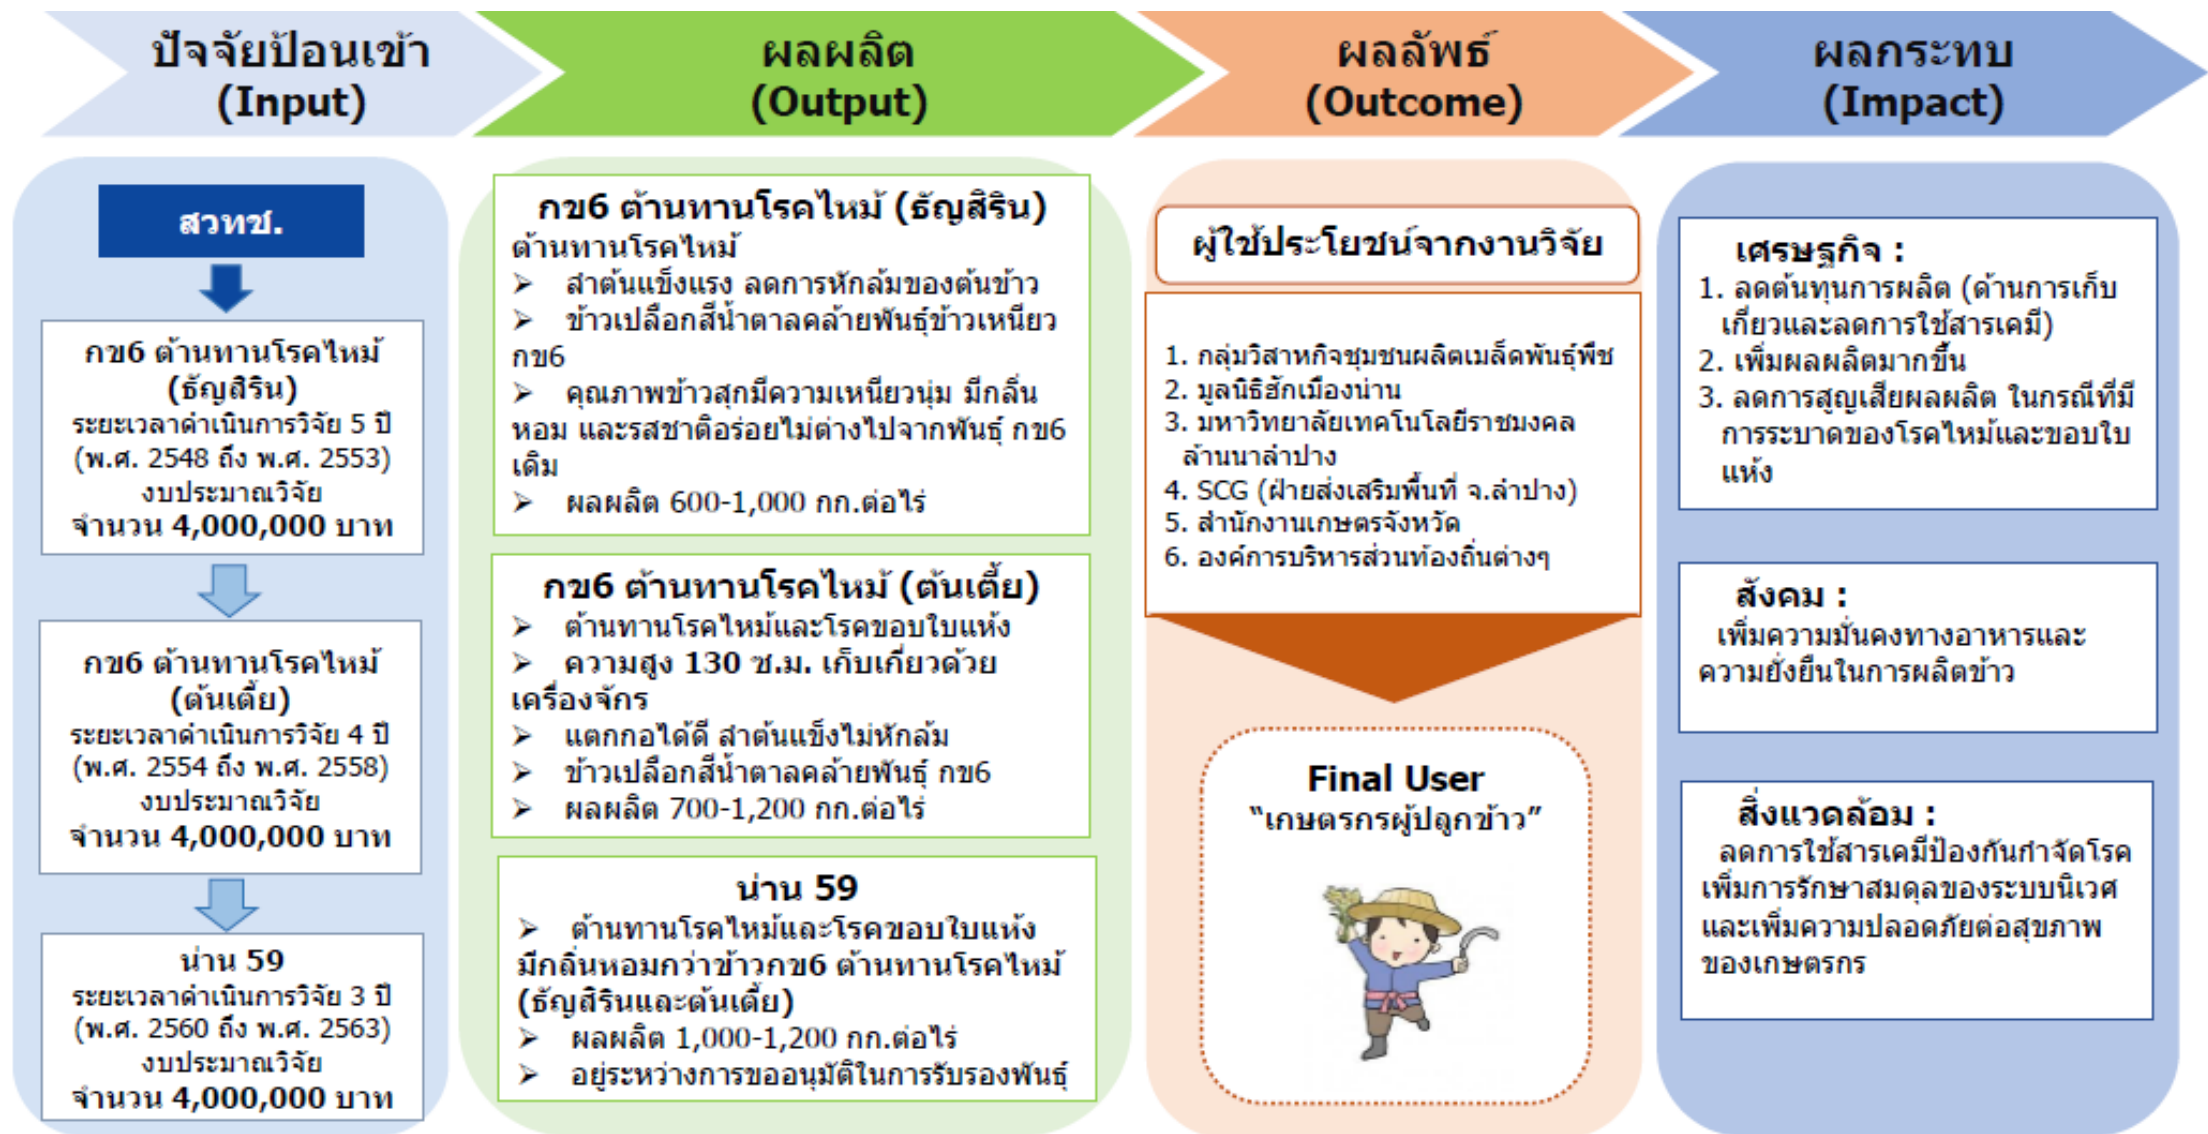 ปัจจัยป้อนเข้า
(Input)
ผลผลิต
(Output)
ผลลัพธ์
(Outcome)
ผลกระทบ
(Impact)
สวทช.
กข6 ต้านทานโรคไหม้
(ธัญสิริน)
ระยะเวลาดำเนินการวิจัย 5 ปี
(พ.ศ. 2548 ถึง พ.ศ. 2553)
งบประมาณวิจัย
จำนวน 4,000,000 บาท
กข6 ต้านทานโรคไหม้
(ต้นเตี้ย)
ระยะเวลาดำเนินการวิจัย 4 ปี
(พ.ศ. 2554 ถึง พ.ศ. 2558)
งบประมาณวิจัย
จำนวน 4,000,000 บาท
น่าน 59
ระยะเวลาดำเนินการวิจัย 3 ปี
(พ.ศ. 2560 ถึง พ.ศ. 2563)
งบประมาณวิจัย
จำนวน 4,000,000 บาท
กข6 ต้านทานโรคไหม้ (ธัญสิริน)
ต้านทานโรคไหม้
➢ ลำต้นแข็งแรง ลดการหักล้มของต้นข้าว
➢ ข้าวเปลือกสีน้ำตาลคล้ายพันธุ์ข้าวเหนียว
กข6
➢ คุณภาพข้าวสุกมีความเหนียวนุ่ม มีกลิ่น
หอม และรสชาติอร่อยไม่ต่างไปจากพันธุ์ กข6
เดิม
➢ ผลผลิต 600-1,000 กก.ต่อไร่
กข6 ต้านทานโรคไหม้ (ต้นเตี้ย)
➢ ต้านทานโรคไหม้และโรคขอบใบแห้ง
➢ ความสูง 130 ซ.ม. เก็บเกี่ยวด้วย
เครื่องจักร
➢ แตกกอได้ดี ลำต้นแข็งไม่หักล้ม
➢ ข้าวเปลือกสีน้ำตาลคล้ายพันธุ์ กข6
➢ ผลผลิต 700-1,200 กก.ต่อไร่
น่าน 59
➢ ต้านทานโรคไหม้และโรคขอบใบแห้ง
มีกลิ่นหอมกว่าข้าวกข6 ต้านทานโรคไหม้
(ธัญสิรินและต้นเตี้ย)
➢ ผลผลิต 1,000-1,200 กก.ต่อไร่
➢ อยู่ระหว่างการขออนุมัติในการรับรองพันธุ์
ผู้ใช้ประโยชน์จากงานวิจัย
1. กลุ่มวิสาหกิจชุมชนผลิตเมล็ดพันธุ์พืช
2. มูลนิธิฮักเมืองน่าน
3. มหาวิทยาลัยเทคโนโลยีราชมงคล
ล้านนาลำปาง
4. SCG (ฝ่ายส่งเสริมพื้นที่ จ.ลำปาง)
5. สำนักงานเกษตรจังหวัด
6. องค์การบริหารส่วนท้องถิ่นต่างๆ
Final User
“เกษตรกรผู้ปลูกข้าว”
เศรษฐกิจ :
1. ลดต้นทุนการผลิต (ด้านการเก็บ
เกี่ยวและลดการใช้สารเคมี)
2. เพิ่มผลผลิตมากขึ้น
3. ลดการสูญเสียผลผลิต ในกรณีที่มี
การระบาดของโรคไหม้และขอบใบ
แห้ง
สังคม :
เพิ่มความมั่นคงทางอาหารและ
ความยั่งยืนในการผลิตข้าว
สิ่งแวดล้อม :
ลดการใช้สารเคมีป้องกันกำจัดโรค
เพิ่มการรักษาสมดุลของระบบนิเวศ
และเพิ่มความปลอดภัยต่อสุขภาพ
ของเกษตรกร